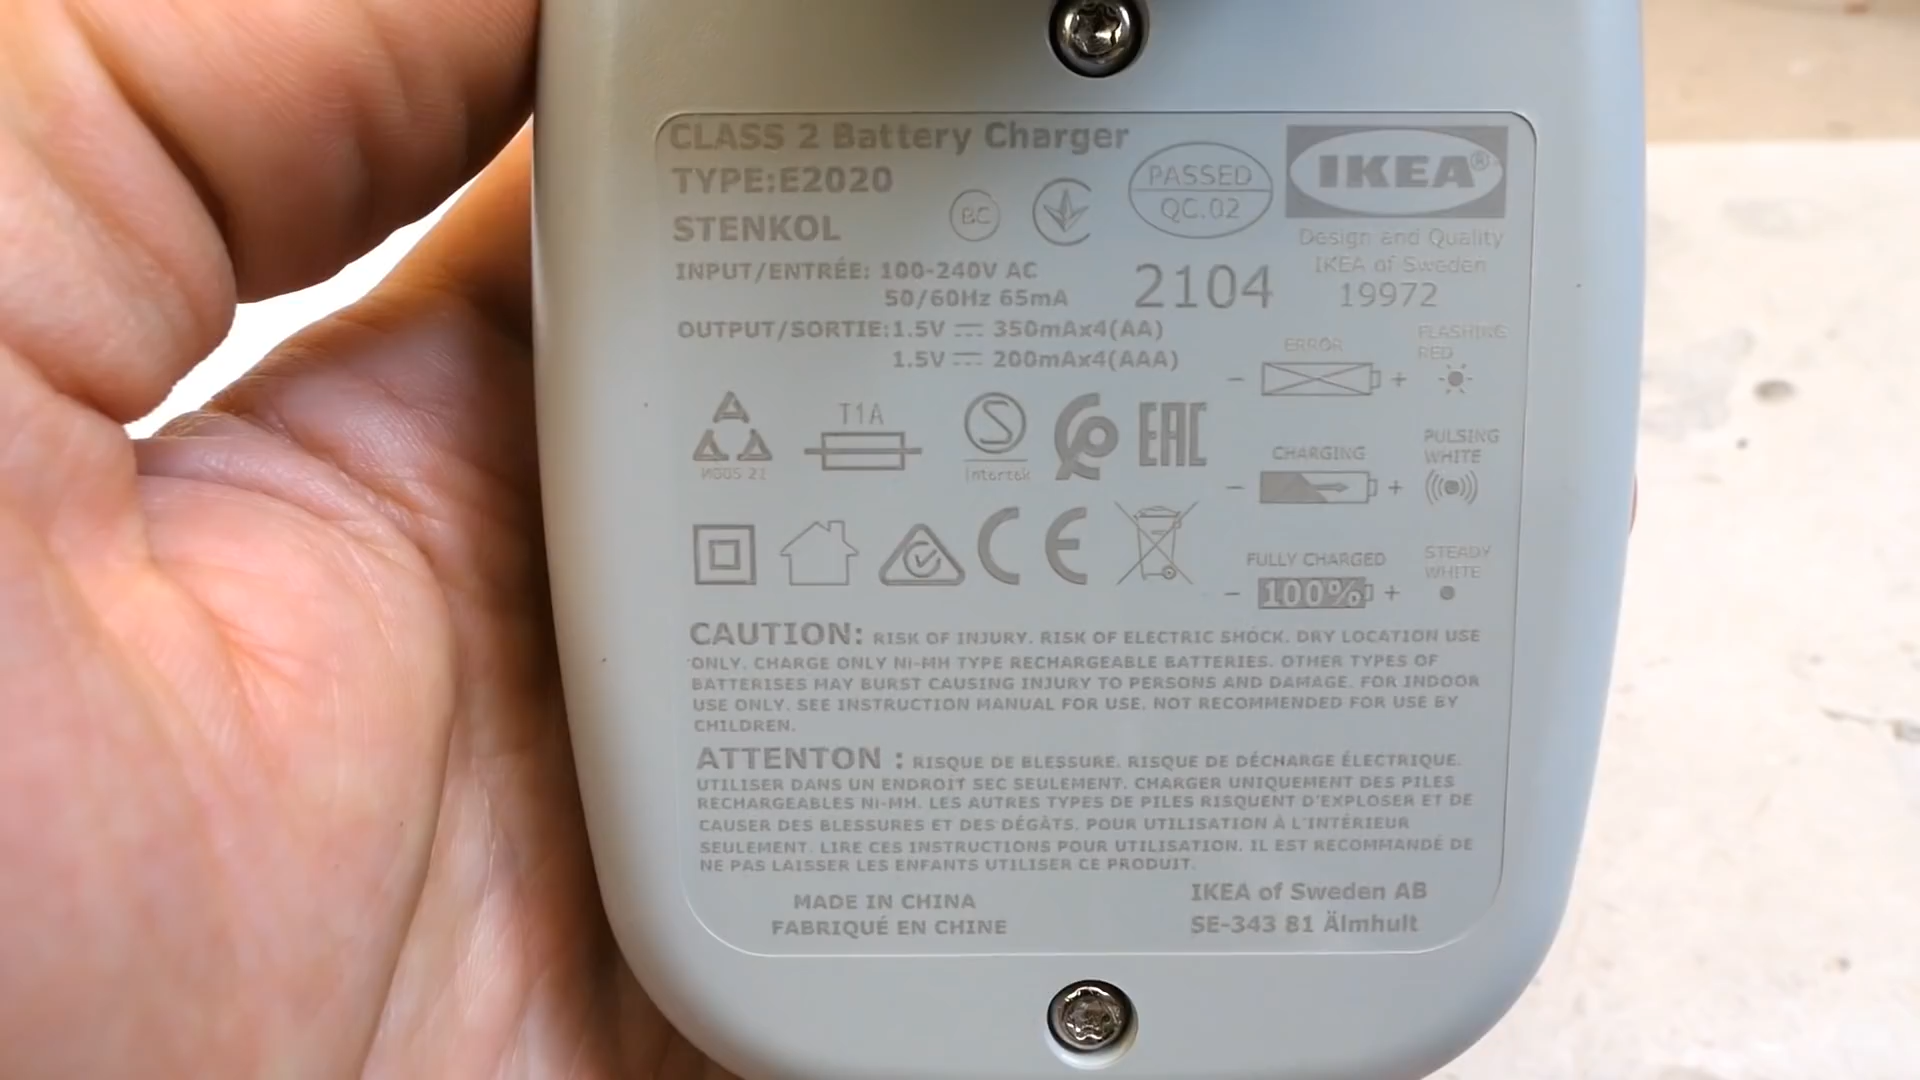 CLASS 2 Battery Charger
TYPE:E2020
STENKOL
BC
PASSED
QC.02
IKEA®
Design and Quality
IKEA of Sweden
19972
2104
INPUT/ENTRÉE: 100-240V AC
50/60Hz 65mA
OUTPUT/SORTIE:1.5V 350mAx4(AA)
1.5V 200mAx4(AAA)
ERROR
FLASHING
RED
- +
T1A
S
Intertek
EAC
CHARGING
PULSING
WHITE
- +
CE
FULLY CHARGED
STEADY
WHITE
- 100% +
CAUTION: RISK OF INJURY. RISK OF ELECTRIC SHOCK. DRY LOCATION USE
ONLY. CHARGE ONLY Ni-MH TYPE RECHARGEABLE BATTERIES. OTHER TYPES OF
BATTERISES MAY BURST CAUSING INJURY TO PERSONS AND DAMAGE. FOR INDOOR
USE ONLY. SEE INSTRUCTION MANUAL FOR USE. NOT RECOMMENDED FOR USE BY
CHILDREN.
ATTENTON : RISQUE DE BLESSURE. RISQUE DE DÉCHARGE ÉLECTRIQUE.
UTILISER DANS UN ENDROIT SEC SEULEMENT. CHARGER UNIQUEMENT DES PILES
RECHARGEABLES Ni-MH. LES AUTRES TYPES DE PILES RISQUENT D'EXPLOSER ET DE
CAUSER DES BLESSURES ET DES DÉGÂTS. POUR UTILISATION À L'INTÉRIEUR
SEULEMENT. LIRE CES INSTRUCTIONS POUR UTILISATION. IL EST RECOMMANDÉ DE
NE PAS LAISSER LES ENFANTS UTILISER CE PRODUIT.
MADE IN CHINA
FABRIQUÉ EN CHINE
IKEA of Sweden AB
SE-343 81 Älmhult